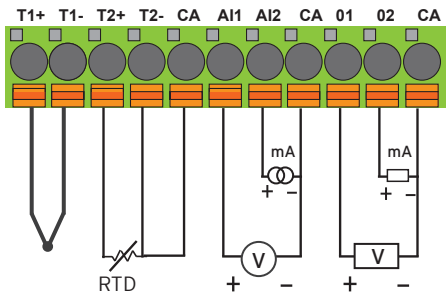 T1+ T1- T2+ T2- CA AI1 AI2 CA 01 02 CA
mA mA
+ − + −
RTD V V
+ − + −